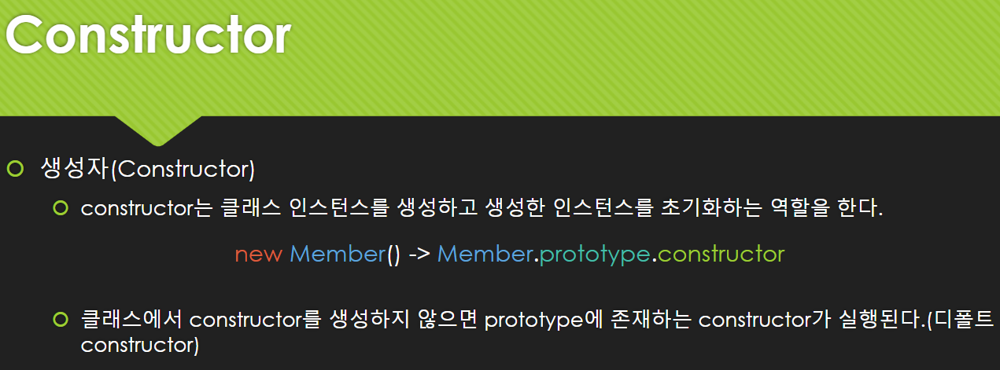 Constructor
생성자(Constructor)
constructor는 클래스 인스턴스를 생성하고 생성한 인스턴스를 초기화하는 역할을 한다.
new Member() -> Member.prototype.constructor
클래스에서 constructor를 생성하지 않으면 prototype에 존재하는 constructor가 실행된다.(디폴트
constructor)